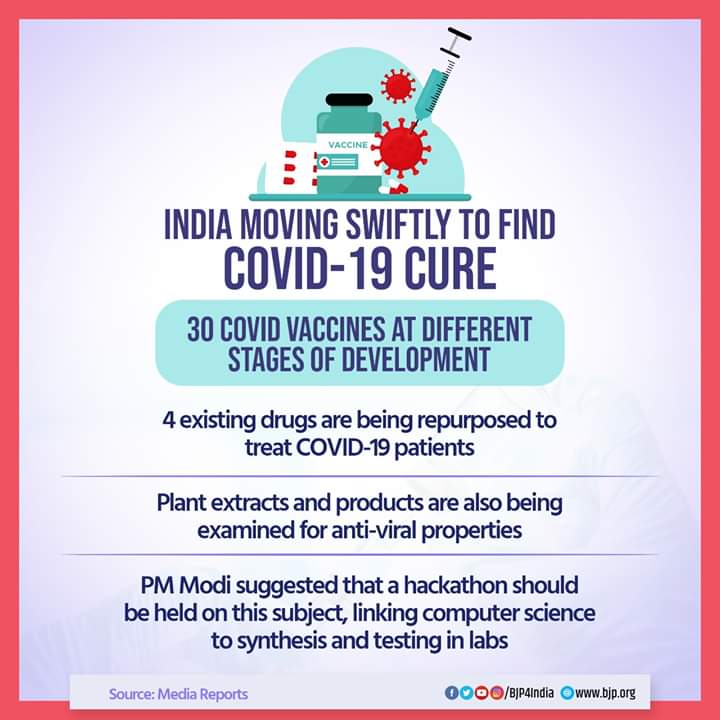 VACCINE
INDIA MOVING SWIFTLY TO FIND
COVID-19 CURE
30 COVID VACCINES AT DIFFERENT
STAGES OF DEVELOPMENT
4 existing drugs are being repurposed to
treat COVID-19 patients
Plant extracts and products are also being
examined for anti-viral properties
PM Modi suggested that a hackathon should
be held on this subject, linking computer science
to synthesis and testing in labs
Source: Media Reports
/BJP4India www.bjp.org